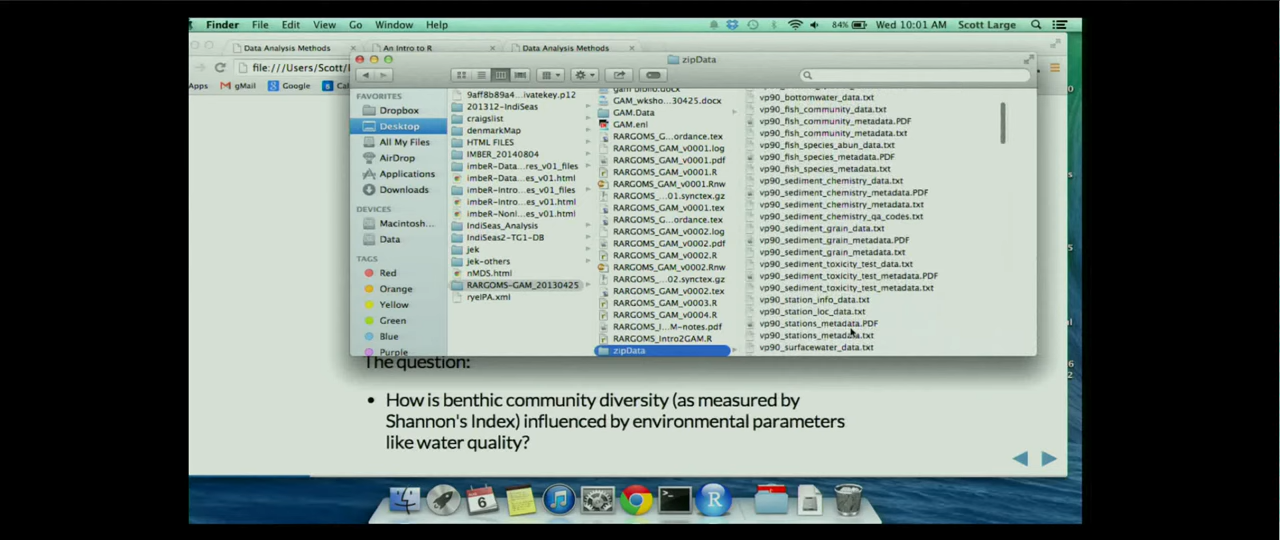 Finder File Edit View Go Window Help 84% Wed 10:01 AM Scott Large
Data Analysis Methods An Intro to R Data Analysis Methods
file:///Users/Scott/
Apps gMail Google
zipData
FAVORITES
Dropbox
Desktop
All My Files
AirDrop
Applications
Downloads
DEVICES
Macintosh...
Data
TAGS
Red
Orange
Yellow
Green
Blue
Purple
9aff8b89a4...ivatekey.p12
201312-IndiSeas
craigslist
denmarkMap
HTML FILES
IMBER_20140804
imbeR-Data...res_v01_files
imbeR-Data...es_v01.html
imbeR-Intro...es_v01_files
imbeR-Intro...es_v01.html
imbeR-Nonl...es_v01.html
IndiSeas_Analysis
IndiSeas2-TG1-DB
jek
jek-others
nMDS.html
RARGOMS-GAM_20130425
ryeIPA.xml
GAM_wksho...30425.docx
GAM.Data
GAM.enl
RARGOMS_G...ordance.tex
RARGOMS_GAM_v0001.log
RARGOMS_GAM_v0001.pdf
RARGOMS_GAM_v0001.R
RARGOMS_GAM_v0001.Rnw
RARGOMS_G...01.synctex.gz
RARGOMS_GAM_v0001.tex
RARGOMS_G...ordance.tex
RARGOMS_GAM_v0002.log
RARGOMS_GAM_v0002.pdf
RARGOMS_GAM_v0002.R
RARGOMS_GAM_v0002.Rnw
RARGOMS_G...02.synctex.gz
RARGOMS_GAM_v0002.tex
RARGOMS_GAM_v0003.R
RARGOMS_GAM_v0004.R
RARGOMS_I...M-notes.pdf
RARGOMS_Intro2GAM.R
zipData
vp90_bottomwater_data.txt
vp90_fish_community_data.txt
vp90_fish_community_metadata.PDF
vp90_fish_community_metadata.txt
vp90_fish_species_abun_data.txt
vp90_fish_species_metadata.PDF
vp90_fish_species_metadata.txt
vp90_sediment_chemistry_data.txt
vp90_sediment_chemistry_metadata.PDF
vp90_sediment_chemistry_metadata.txt
vp90_sediment_chemistry_qa_codes.txt
vp90_sediment_grain_data.txt
vp90_sediment_grain_metadata.PDF
vp90_sediment_grain_metadata.txt
vp90_sediment_toxicity_test_data.txt
vp90_sediment_toxicity_test_metadata.PDF
vp90_sediment_toxicity_test_metadata.txt
vp90_station_info_data.txt
vp90_station_loc_data.txt
vp90_stations_metadata.PDF
vp90_stations_metadata.txt
vp90_surfacewater_data.txt
The question:
How is benthic community diversity (as measured by
Shannon's Index) influenced by environmental parameters
like water quality?
6
R